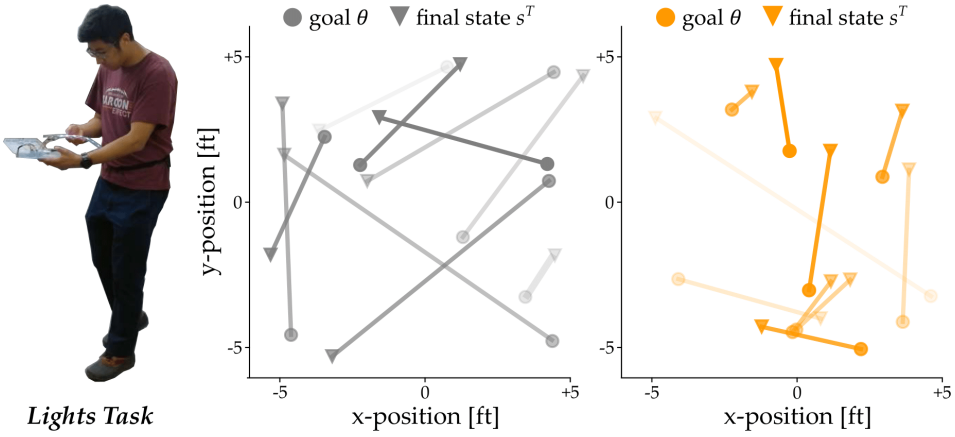 goal θ
final state s^T
goal θ
final state s^T
+5
0
-5
y-position [ft]
-5
0
+5
x-position [ft]
+5
0
-5
-5
0
+5
x-position [ft]
Lights Task